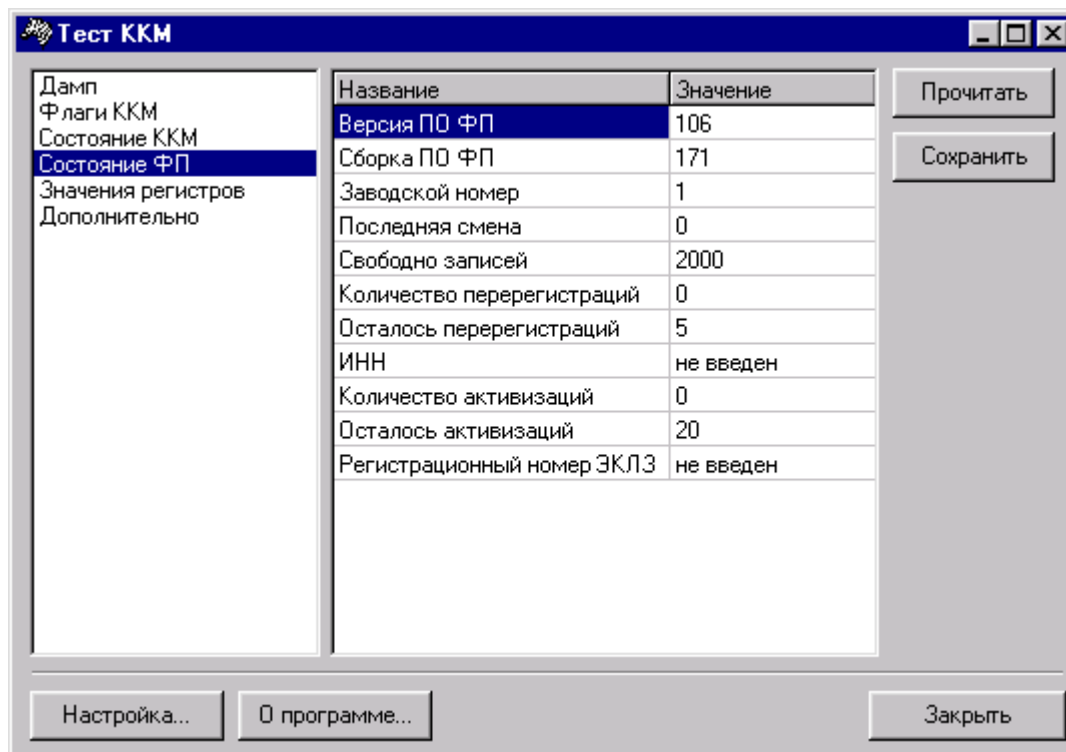 Тест ККМ
Дамп
Флаги ККМ
Состояние ККМ
Состояние ФП
Значения регистров
Дополнительно
Название Значение
Версия ПО ФП 106
Сборка ПО ФП 171
Заводской номер 1
Последняя смена 0
Свободно записей 2000
Количество перерегистраций 0
Осталось перерегистраций 5
ИНН не введен
Количество активизаций 0
Осталось активизаций 20
Регистрационный номер ЭКЛЗ не введен
Прочитать
Сохранить
Настройка...
О программе...
Закрыть